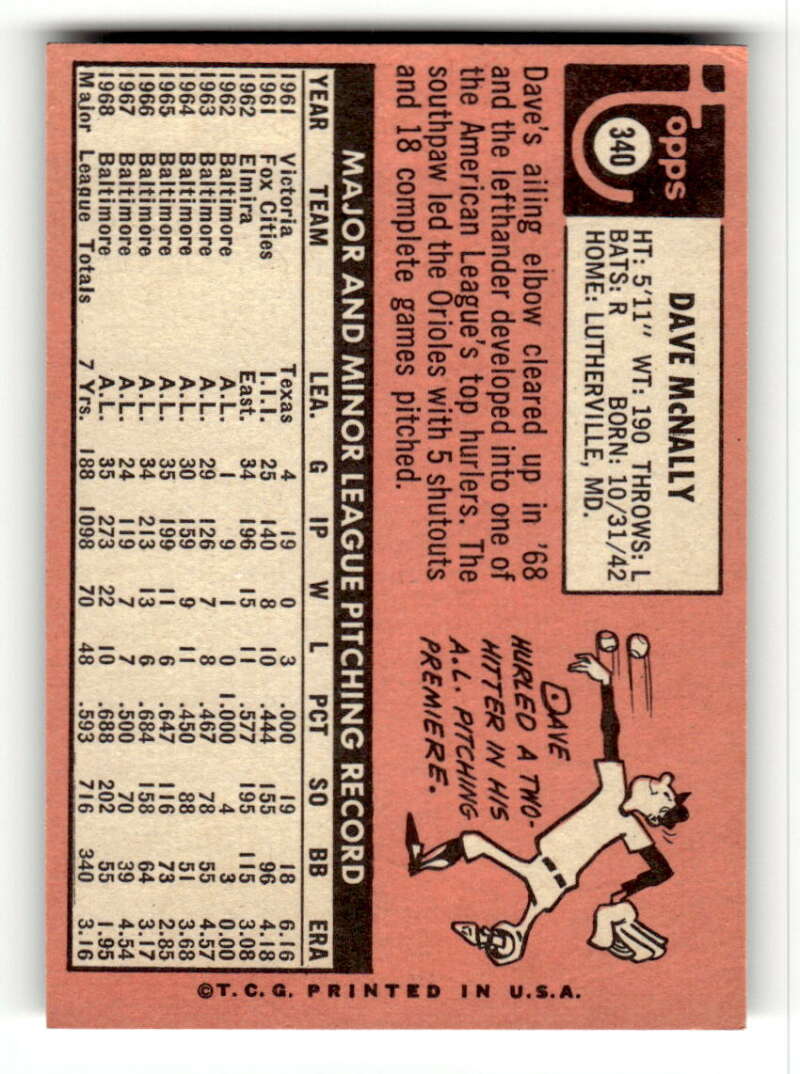 Topps
340
DAVE McNALLY
HT: 5'11" WT: 190 THROWS: L
BATS: R BORN: 10/31/42
HOME: LUTHERVILLE, MD.
Dave's ailing elbow cleared up in '68
and the lefthander developed into one of
the American League's top hurlers. The
southpaw led the Orioles with 5 shutouts
and 18 complete games pitched.
DAVE
HURLED A TWO-
HITTER IN HIS
A.L. PITCHING
PREMIERE.
MAJOR AND MINOR LEAGUE PITCHING RECORD
YEAR TEAM LEA. G IP W L PCT SO BB ERA
1961 Victoria Texas 4 19 0 3 .000 19 18 6.16
1961 Fox Cities I.I.I. 25 140 8 10 .444 155 96 4.18
1962 Elmira East. 34 196 15 11 .577 195 115 3.08
1962 Baltimore A.L. 1 9 1 0 1.000 4 3 0.00
1963 Baltimore A.L. 29 126 7 8 .467 78 55 4.57
1964 Baltimore A.L. 30 159 9 11 .450 88 51 3.68
1965 Baltimore A.L. 35 199 11 6 .647 116 73 2.85
1966 Baltimore A.L. 34 213 13 6 .684 158 64 3.17
1967 Baltimore A.L. 24 119 7 7 .500 70 39 4.54
1968 Baltimore A.L. 35 273 22 10 .688 202 55 1.95
Major League Totals 7 Yrs. 188 1098 70 48 .593 716 340 3.16
©T.C.G. PRINTED IN U.S.A.